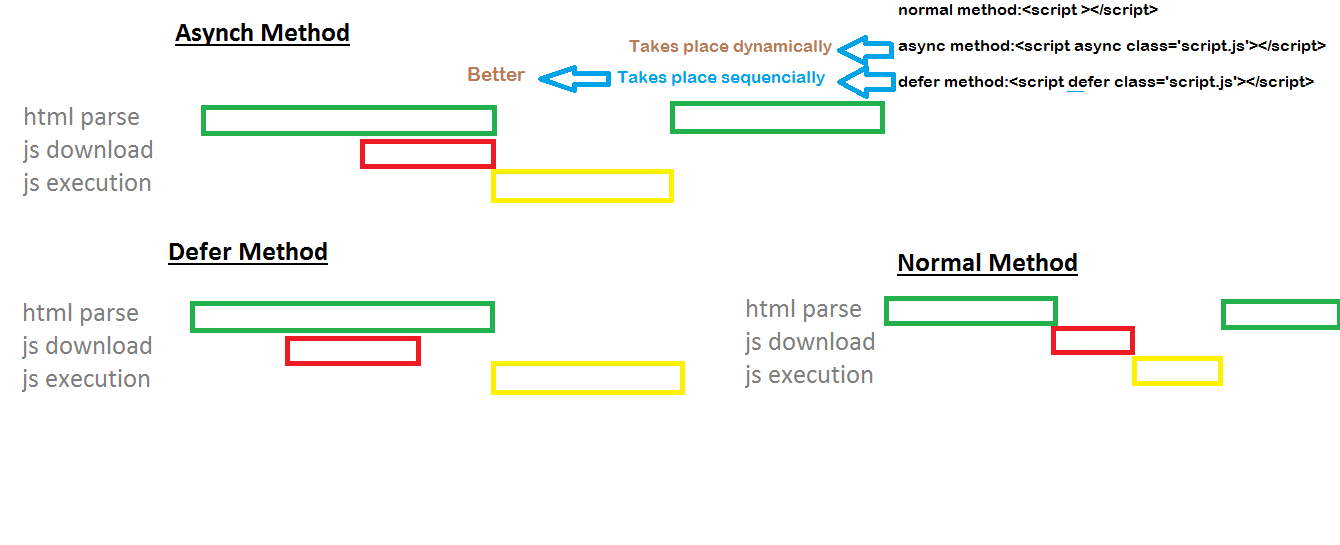 normal method:<script ></script>
Asynch Method
Takes place dynamically
async method:<script async class='script.js'></script>
Better
Takes place sequencially
defer method:<script defer class='script.js'></script>
html parse
js download
js execution
Defer Method
html parse
js download
js execution
Normal Method
html parse
js download
js execution